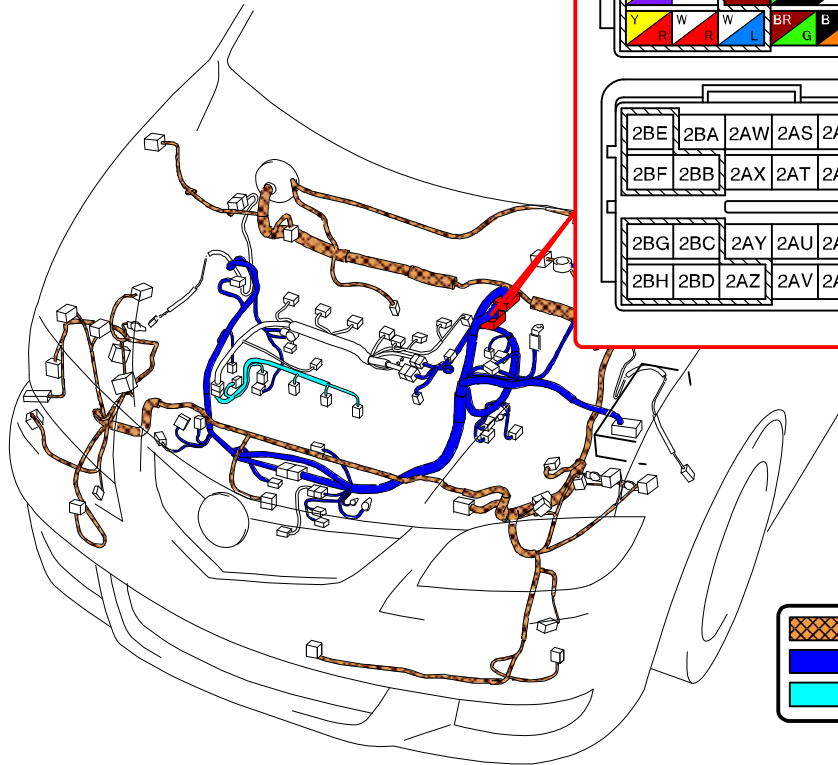 Y W W BR B
R R L G
2BE 2BA 2AW 2AS
2BF 2BB 2AX 2AT
2BG 2BC 2AY 2AU
2BH 2BD 2AZ 2AV